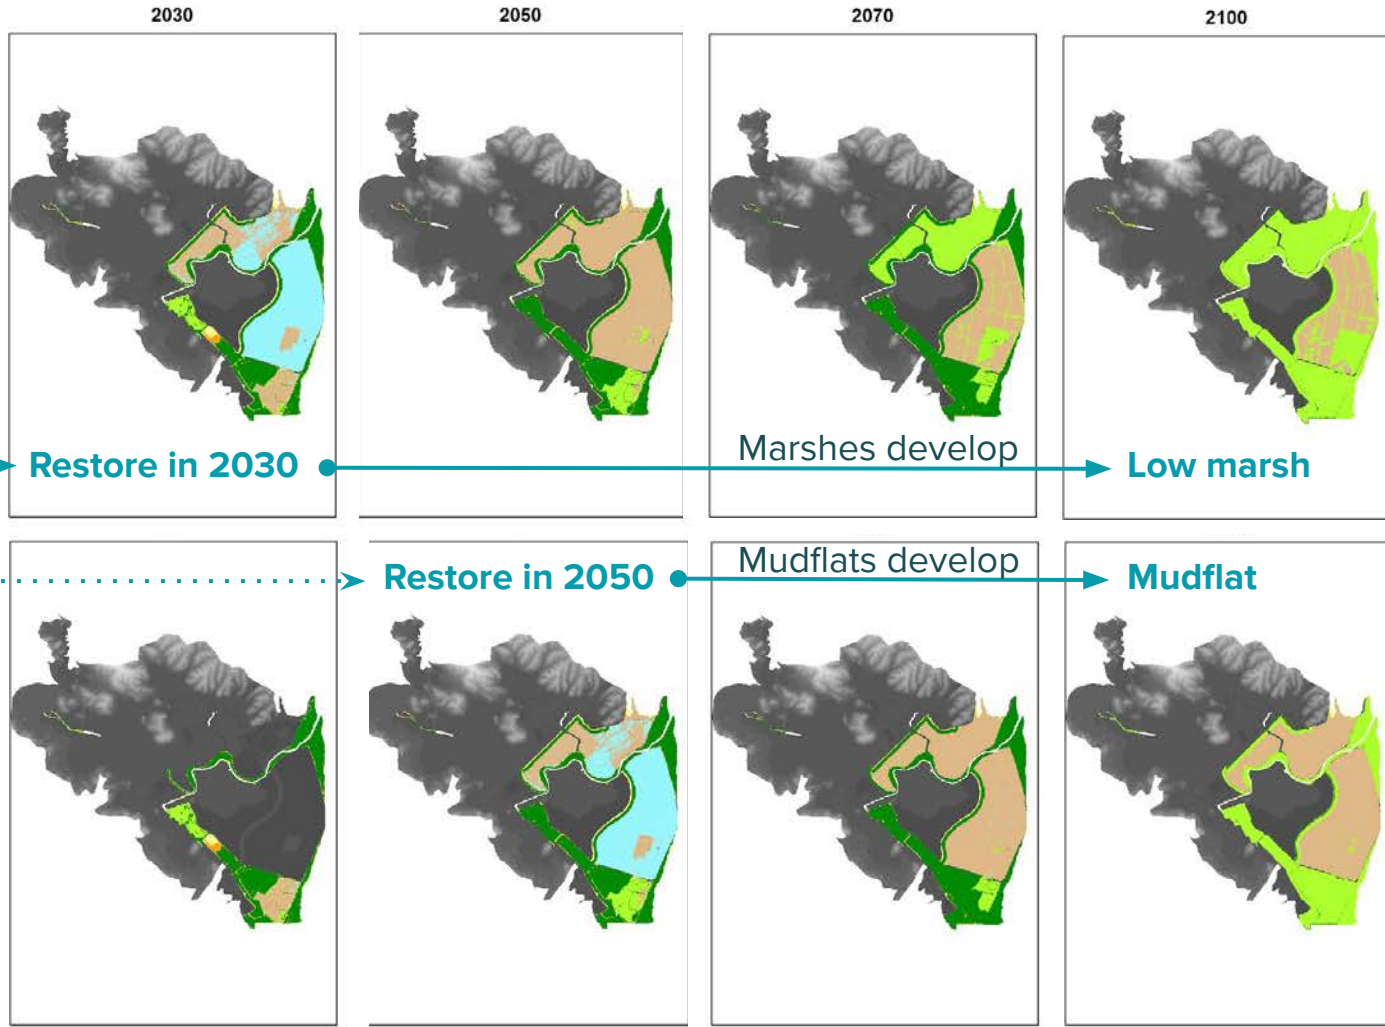 2030
2050
2070
2100
Restore in 2030
Marshes develop
Low marsh
Restore in 2050
Mudflats develop
Mudflat